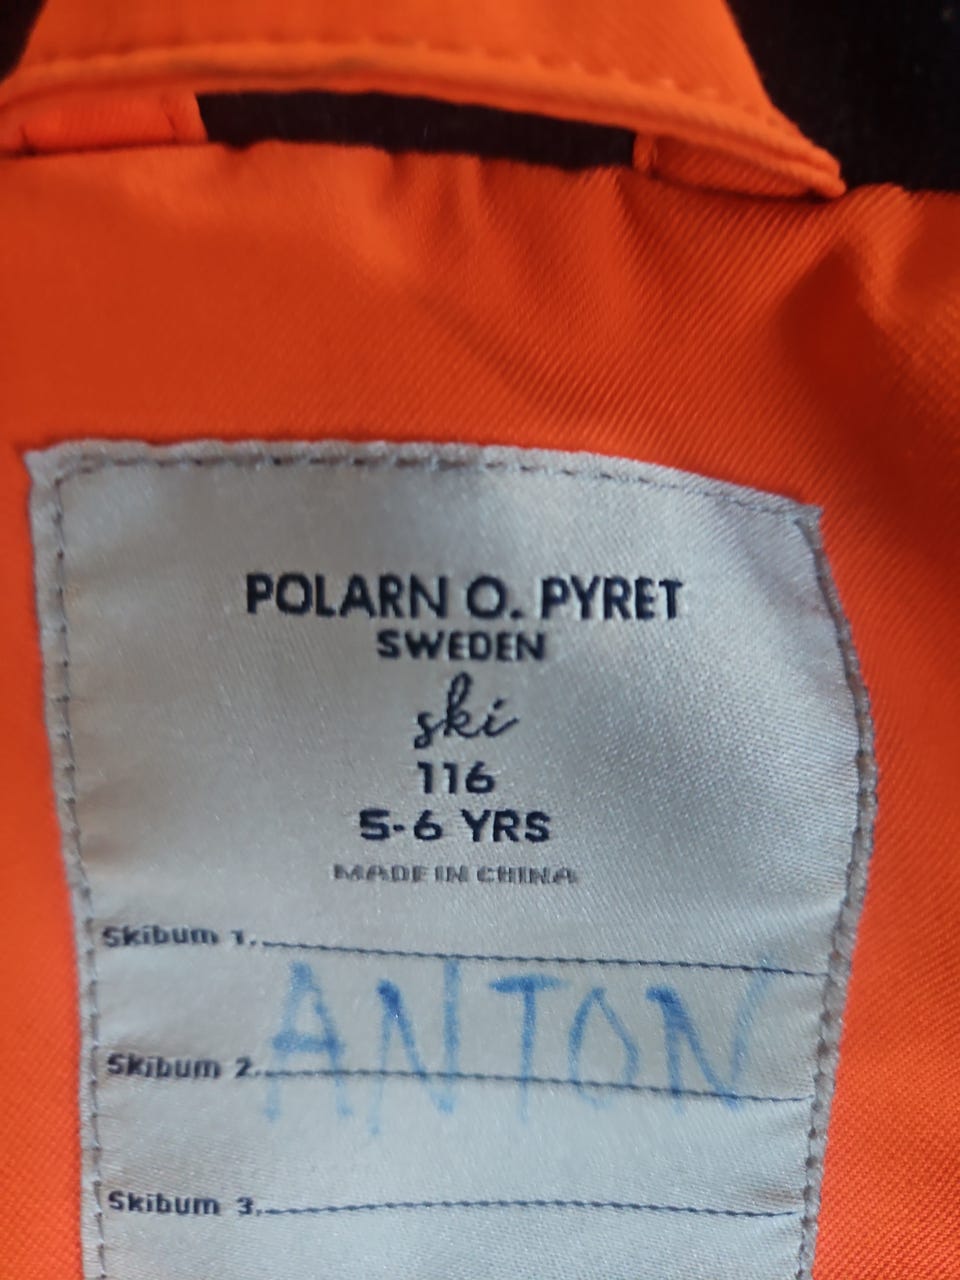 POLARN O. PYRET
SWEDEN
ski
116
5-6 YRS
MADE IN CHINA
Skibum 1.
ANTON
Skibum 2.
Skibum 3.